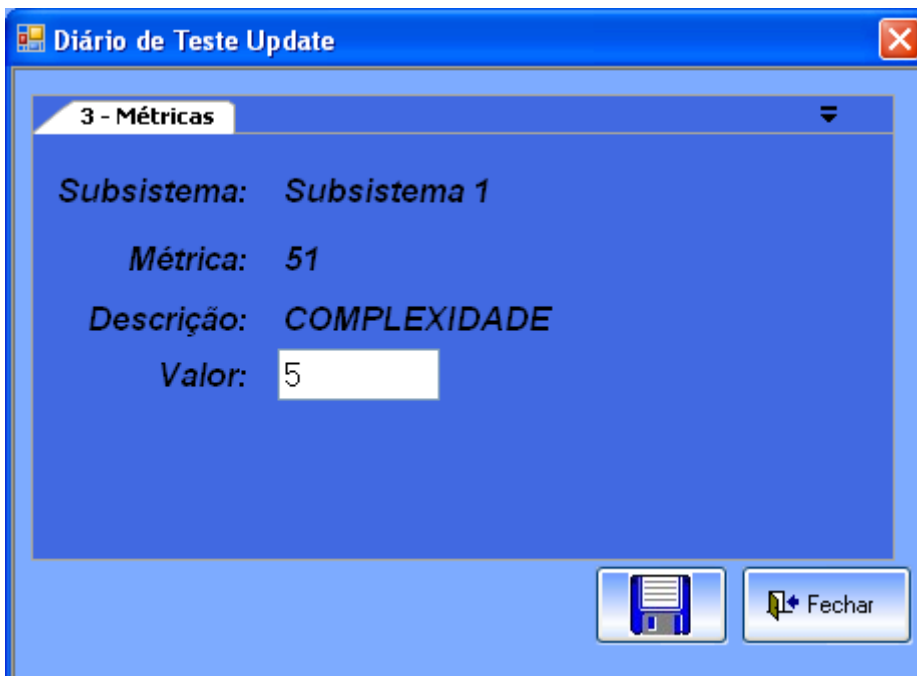 Diário de Teste Update
3 - Métricas
Subsistema: Subsistema 1
Métrica: 51
Descrição: COMPLEXIDADE
Valor: 5
Fechar